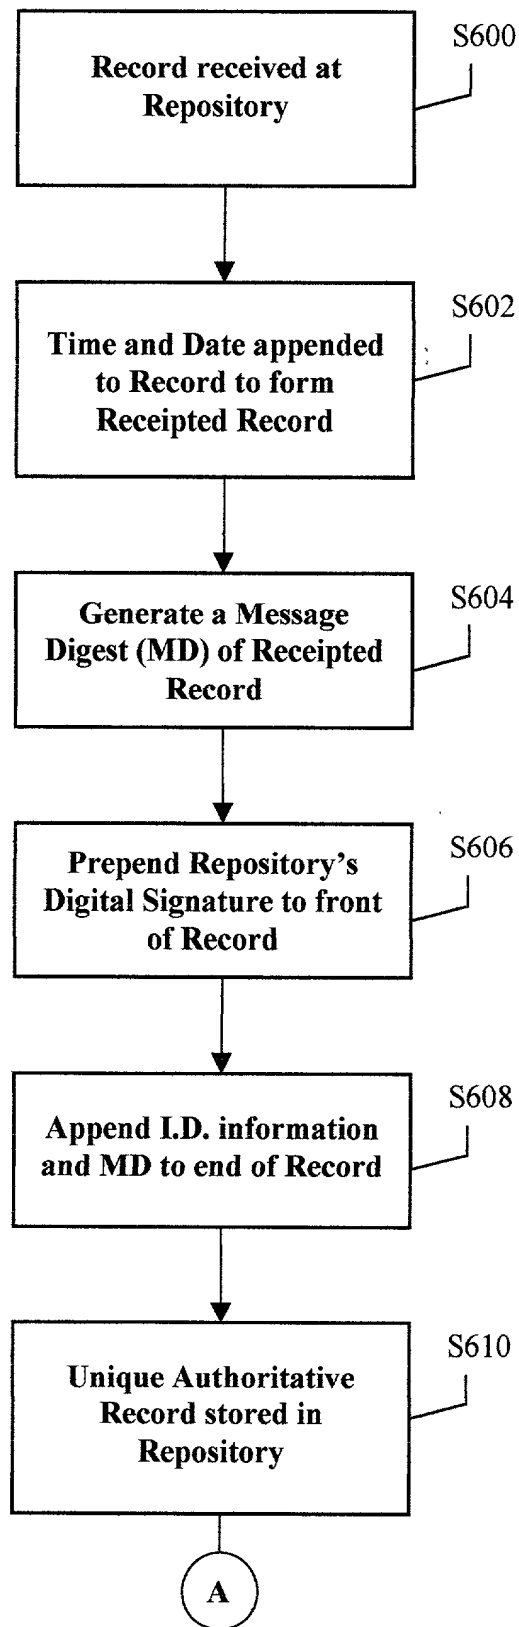 S600
Record received at
Repository
S602
Time and Date appended
to Record to form
Receipted Record
S604
Generate a Message
Digest (MD) of Receipted
Record
S606
Prepend Repository's
Digital Signature to front
of Record
S608
Append I.D. information
and MD to end of Record
S610
Unique Authoritative
Record stored in
Repository
A